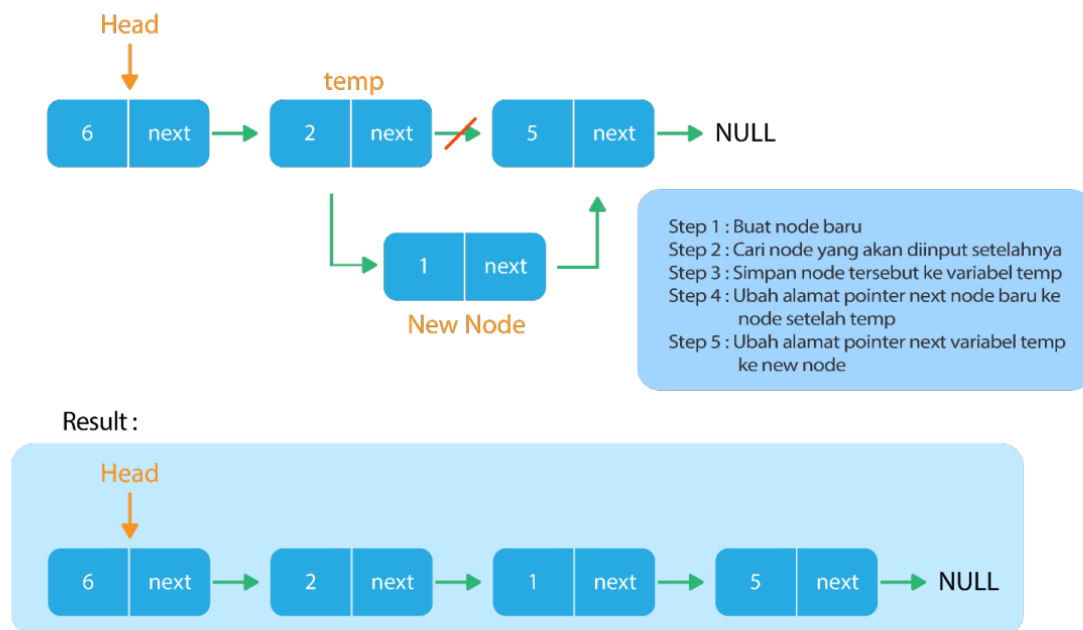 Head
temp
6 next 2 next 5 next NULL
1 next
New Node
Step 1 : Buat node baru
Step 2 : Cari node yang akan diinput setelahnya
Step 3 : Simpan node tersebut ke variabel temp
Step 4 : Ubah alamat pointer next node baru ke
node setelah temp
Step 5 : Ubah alamat pointer next variabel temp
ke new node
Result :
Head
6 next 2 next 1 next 5 next NULL